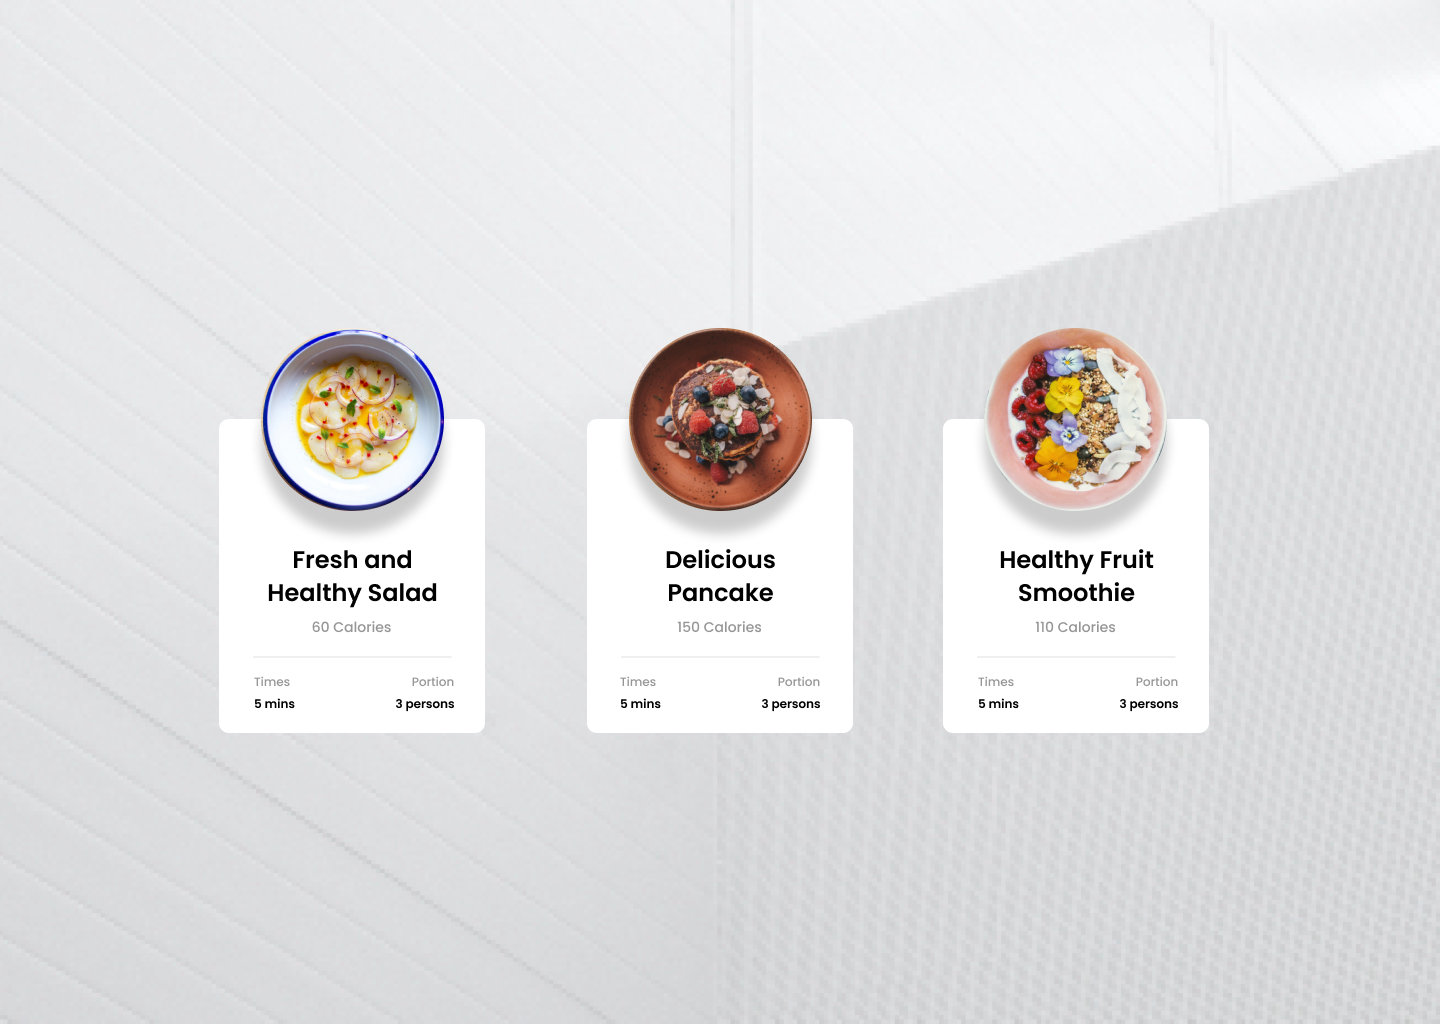 Fresh and
Healthy Salad
60 Calories
Times
Portion
5 mins
3 persons
Delicious
Pancake
150 Calories
Times
Portion
5 mins
3 persons
Healthy Fruit
Smoothie
110 Calories
Times
Portion
5 mins
3 persons